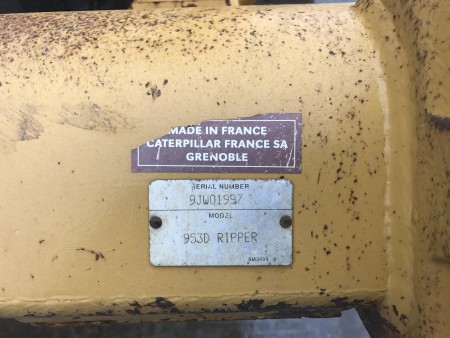 MADE IN FRANCE
CATERPILLAR FRANCE SA
GRENOBLE
SERIAL NUMBER
9JW01997
MODEL
953D RIPPER